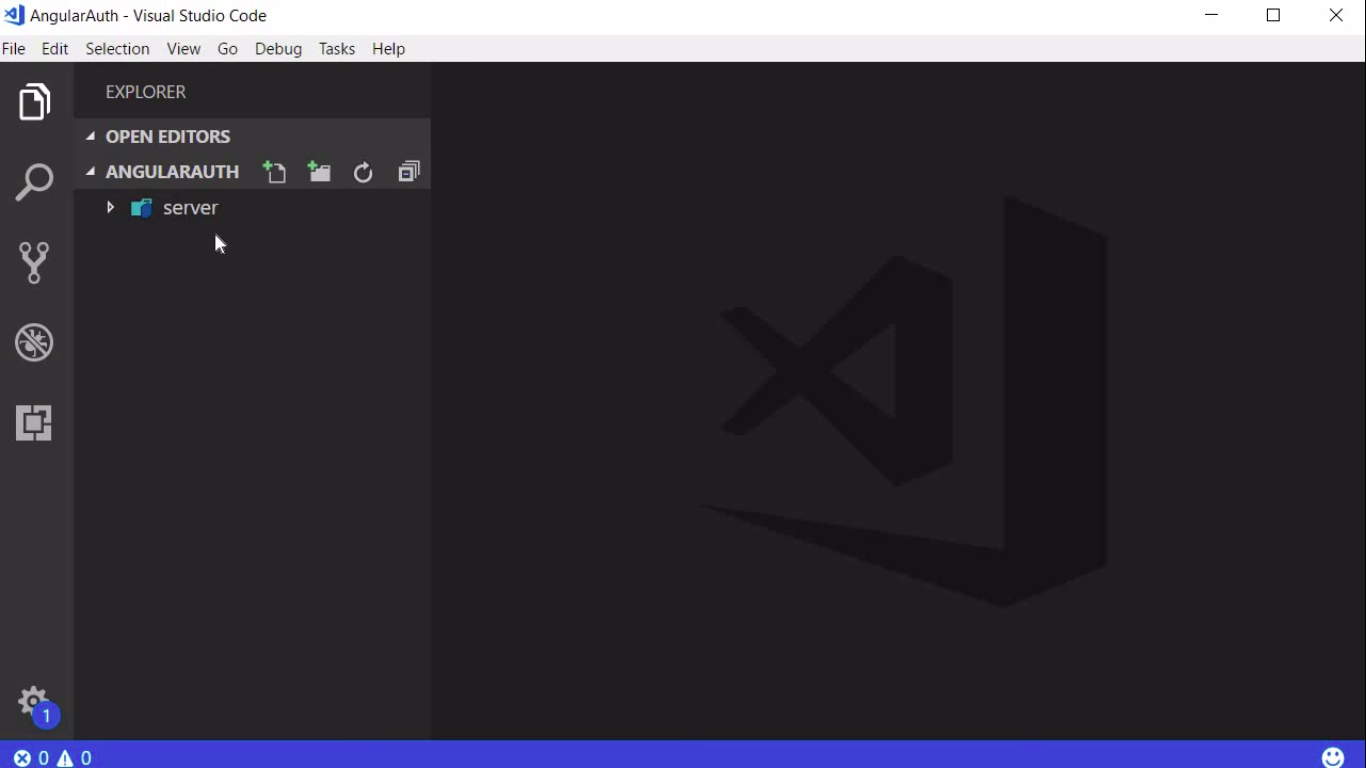 AngularAuth - Visual Studio Code
File Edit Selection View Go Debug Tasks Help
EXPLORER
OPEN EDITORS
ANGULARAUTH
server
1
0 0